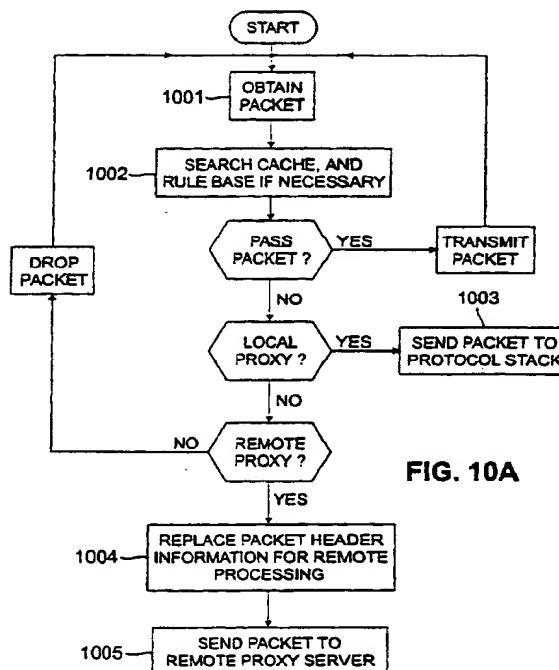 START
1001
OBTAIN
PACKET
1002
SEARCH CACHE, AND
RULE BASE IF NECESSARY
PASS
PACKET ?
YES
TRANSMIT
PACKET
DROP
PACKET
NO
1003
LOCAL
PROXY ?
YES
SEND PACKET TO
PROTOCOL STACK
NO
NO
REMOTE
PROXY ?
FIG. 10A
YES
1004
REPLACE PACKET HEADER
INFORMATION FOR REMOTE
PROCESSING
1005
SEND PACKET TO
REMOTE PROXY SERVER